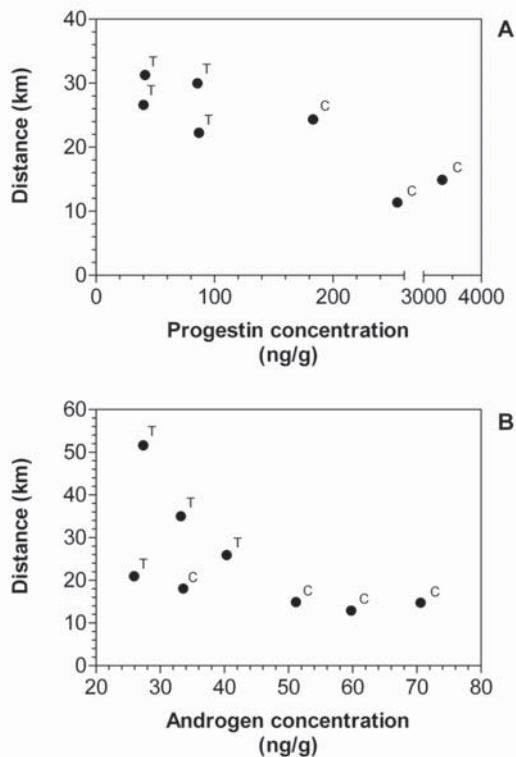 A
40
30
20
10
0
Distance (km)
T
T
T
T
C
C
C
0 100 200 3000 4000
Progestin concentration
(ng/g)
B
60
50
40
30
20
10
0
Distance (km)
T
T
T
T
C
C
C
C
20 30 40 50 60 70 80
Androgen concentration
(ng/g)